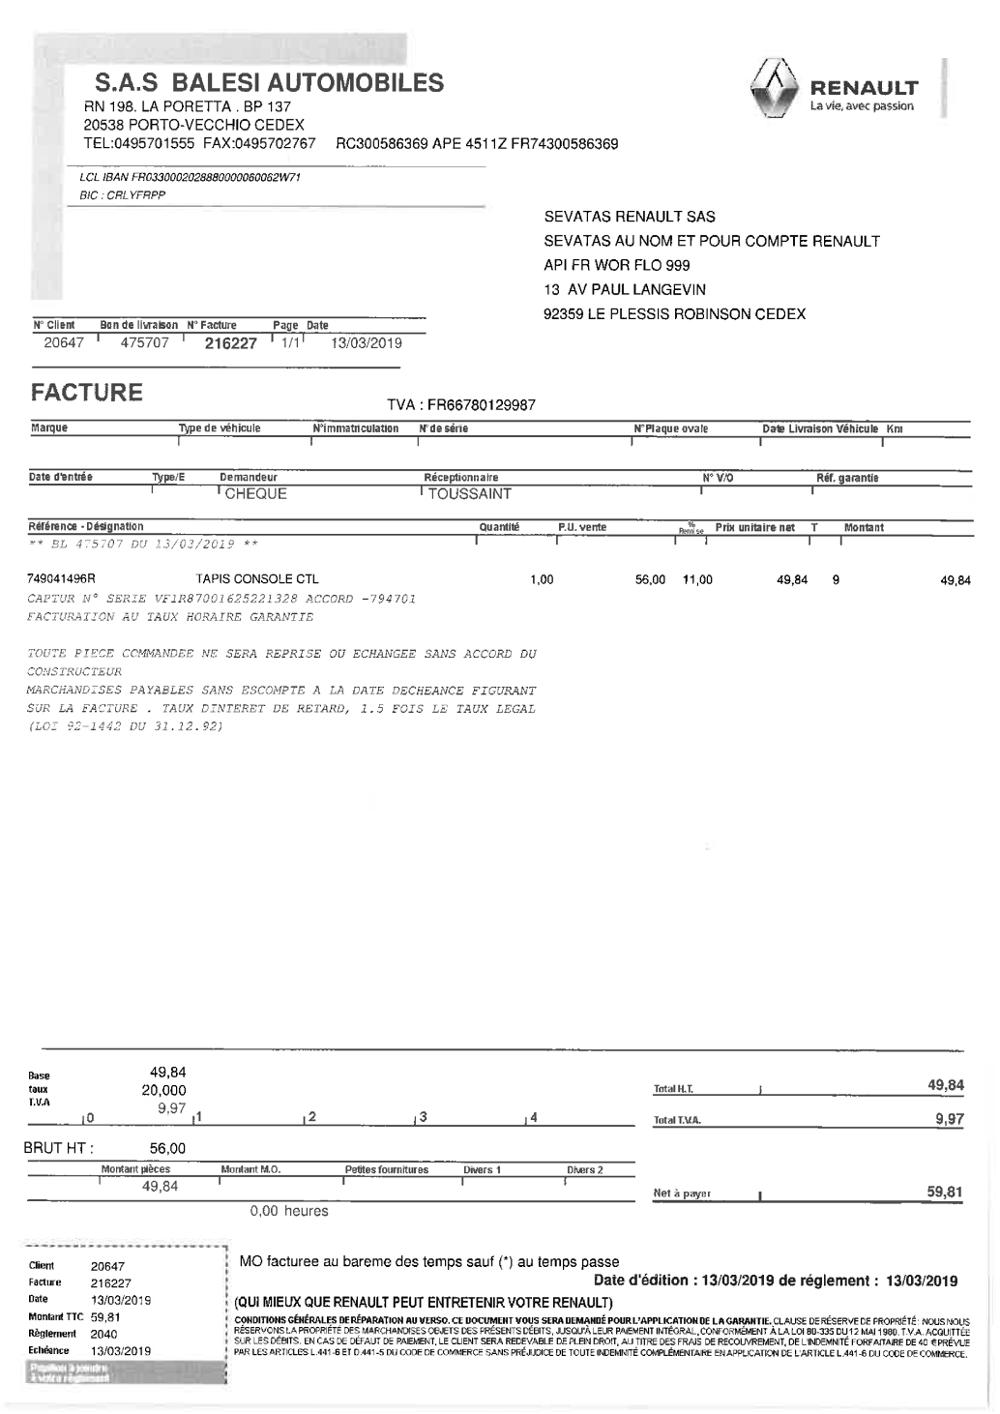 S.A.S BALESI AUTOMOBILES
RN 198. LA PORETTA . BP 137
20538 PORTO-VECCHIO CEDEX
TEL:0495701555 FAX:0495702767 RC300586369 APE 4511Z FR74300586369
RENAULT
La vie, avec passion
LCL IBAN FR0330002028880000060062W71
BIC : CRLYFRPP
SEVATAS RENAULT SAS
SEVATAS AU NOM ET POUR COMPTE RENAULT
API FR WOR FLO 999
13 AV PAUL LANGEVIN
92359 LE PLESSIS ROBINSON CEDEX
N° Client Bon de livraison N° Facture Page Date
20647 475707 216227 1/1 13/03/2019
FACTURE
TVA : FR66780129987
Marque Type de véhicule N°immatriculation N° de série N°Plaque ovale Date Livraison Véhicule Km
Date d'entrée Type/E Demandeur Réceptionnaire N° V/O Réf. garantie
CHEQUE TOUSSAINT
Référence - Désignation Quantité P.U. vente % Remise Prix unitaire net T Montant
** BL 475707 DU 13/03/2019 **
749041496R TAPIS CONSOLE CTL 1,00 56,00 11,00 49,84 9 49,84
CAPTUR N° SERIE VF1R87001625221328 ACCORD -794701
FACTURATION AU TAUX HORAIRE GARANTIE
TOUTE PIECE COMMANDEE NE SERA REPRISE OU ECHANGEE SANS ACCORD DU
CONSTRUCTEUR
MARCHANDISES PAYABLES SANS ESCOMPTE A LA DATE DECHEANCE FIGURANT
SUR LA FACTURE . TAUX DINTERET DE RETARD, 1.5 FOIS LE TAUX LEGAL
(LOI 92-1442 DU 31.12.92)
Base 49,84
taux 20,000
T.V.A 9,97
0 1 2 3 4
Total H.T. 49,84
Total T.V.A. 9,97
BRUT HT : 56,00
Montant pièces Montant M.O. Petites fournitures Divers 1 Divers 2
49,84
0,00 heures
Net à payer 59,81
Client 20647
Facture 216227
Date 13/03/2019
Montant TTC 59,81
Règlement 2040
Echéance 13/03/2019
Papillon à joindre
à votre règlement
MO facturee au bareme des temps sauf (*) au temps passe
Date d'édition : 13/03/2019 de réglement : 13/03/2019
(QUI MIEUX QUE RENAULT PEUT ENTRETENIR VOTRE RENAULT)
CONDITIONS GÉNÉRALES DE RÉPARATION AU VERSO. CE DOCUMENT VOUS SERA DEMANDÉ POUR L'APPLICATION DE LA GARANTIE. CLAUSE DE RÉSERVE DE PROPRIÉTÉ: NOUS NOUS
RÉSERVONS LA PROPRIÉTÉ DES MARCHANDISES OBJETS DES PRÉSENTS DÉBITS, JUSQU'À LEUR PAIEMENT INTÉGRAL, CONFORMÉMENT À LA LOI 80-335 DU 12 MAI 1980. T.V.A. ACQUITTÉE
SUR LES DÉBITS. EN CAS DE DÉFAUT DE PAIEMENT, LE CLIENT SERA REDEVABLE DE PLEIN DROIT, AU TITRE DES FRAIS DE RECOUVREMENT, DE L'INDEMNITÉ FORFAITAIRE DE 40 € PRÉVUE
PAR LES ARTICLES L.441-6 ET D.441-5 DU CODE DE COMMERCE SANS PRÉJUDICE DE TOUTE INDEMNITÉ COMPLÉMENTAIRE EN APPLICATION DE L'ARTICLE L.441-6 DU CODE DE COMMERCE.